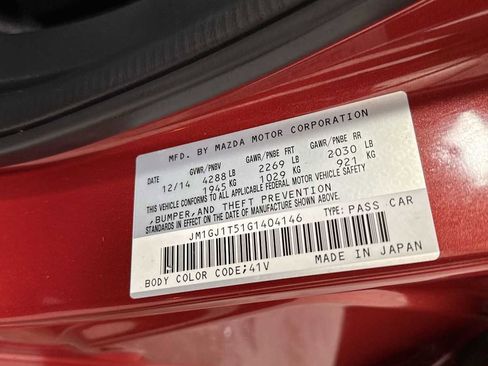 MFD. BY MAZDA MOTOR CORPORATION
DATE GVWR/PNBV GAWR/PNBE FRT GAWR/PNBE RR
12/14 4288 LB 2269 LB 2030 LB
1945 KG 1029 KG 921 KG
THIS VEHICLE CONFORMS TO ALL APPLICABLE FEDERAL MOTOR VEHICLE SAFETY
,BUMPER,AND THEFT PREVENTION
STANDARDS IN EFFECT ON THE DATE OF MANUFACTURE SHOWN ABOVE.
JM1GJ1T51G1404146 TYPE: PASS CAR
BODY COLOR CODE;41V MADE IN JAPAN